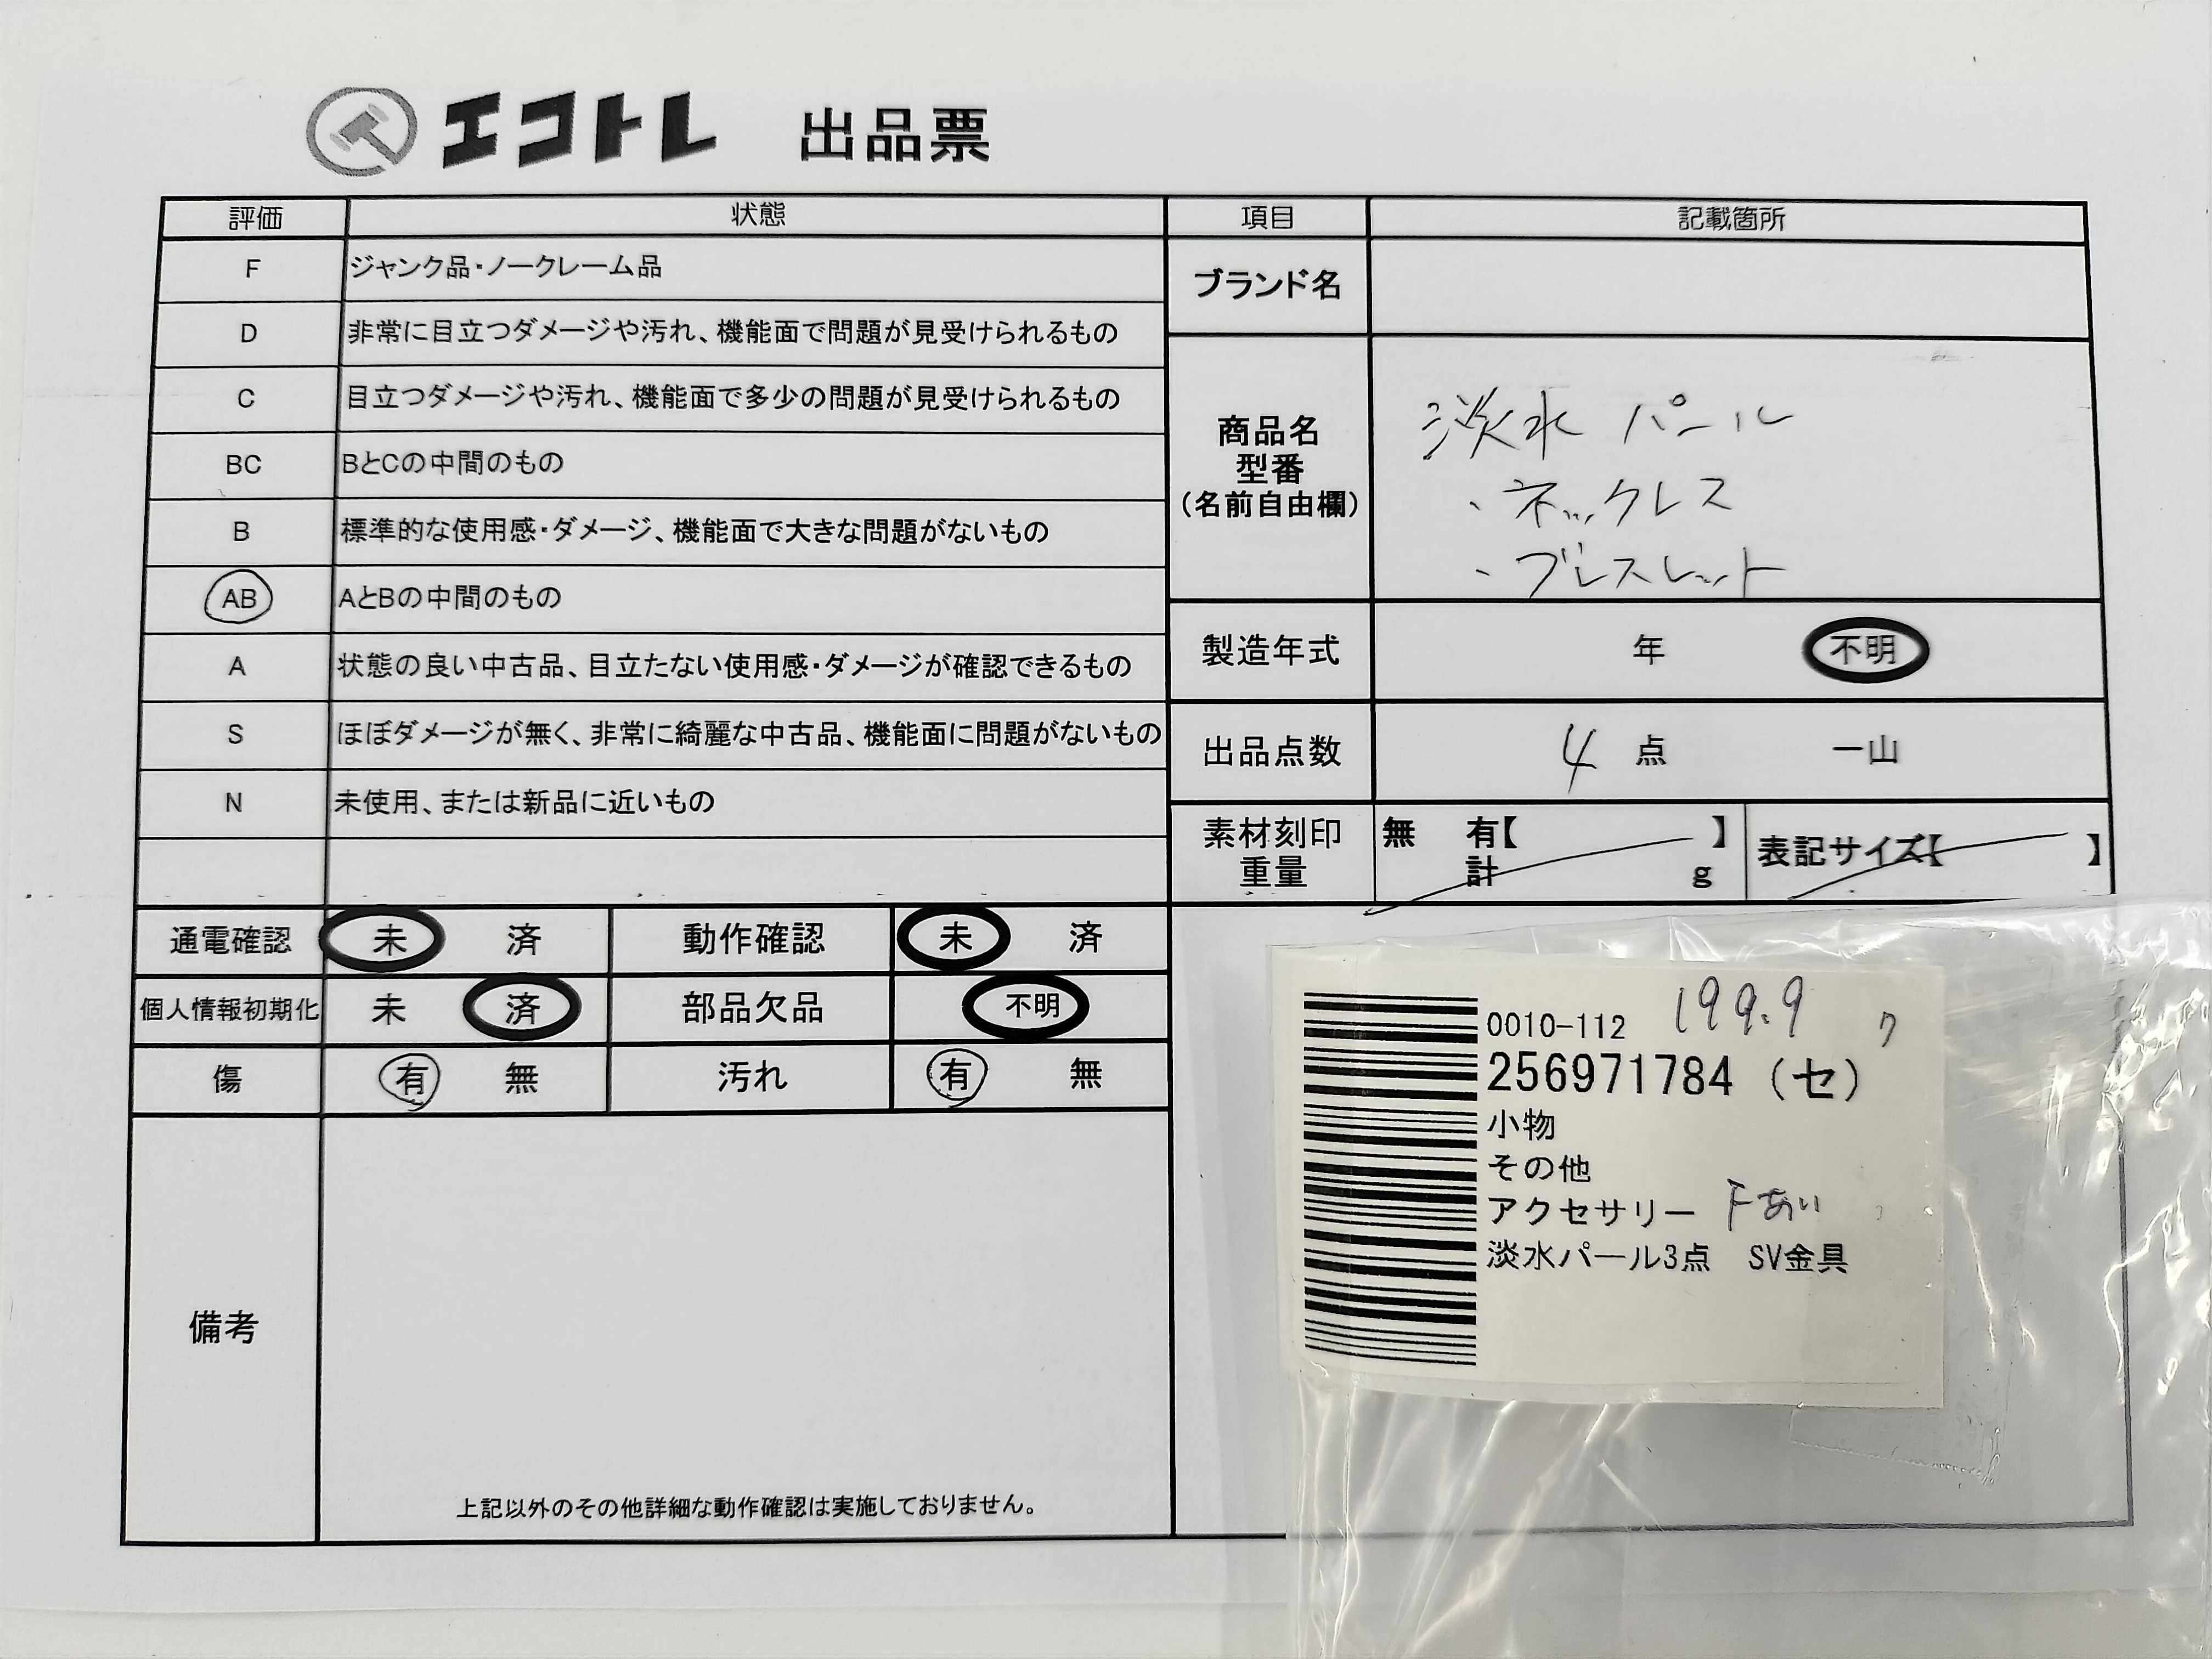 エコトレ 出品票
評価 状態
F ジャンク品・ノークレーム品
D 非常に目立つダメージや汚れ、機能面で問題が見受けられるもの
C 目立つダメージや汚れ、機能面で多少の問題が見受けられるもの
BC BとCの中間のもの
B 標準的な使用感・ダメージ、機能面で大きな問題がないもの
AB AとBの中間のもの
A 状態の良い中古品、目立たない使用感・ダメージが確認できるもの
S ほぼダメージが無く、非常に綺麗な中古品、機能面に問題がないもの
N 未使用、または新品に近いもの
項目 記載箇所
ブランド名
商品名
型番
(名前自由欄)
淡水 パール
・ネックレス
・ブレスレット
製造年式 年 不明
出品点数 4 点 一山
素材刻印
重量
無 有【 】
計 g
表記サイズ【 】
通電確認 未 済 動作確認 未 済
個人情報初期化 未 済 部品欠品 不明
傷 有 無 汚れ 有 無
備考
上記以外のその他詳細な動作確認は実施しておりません。
0010-112 199.9
256971784 (セ)
小物
その他
アクセサリー Fあい
淡水パール3点 SV金具